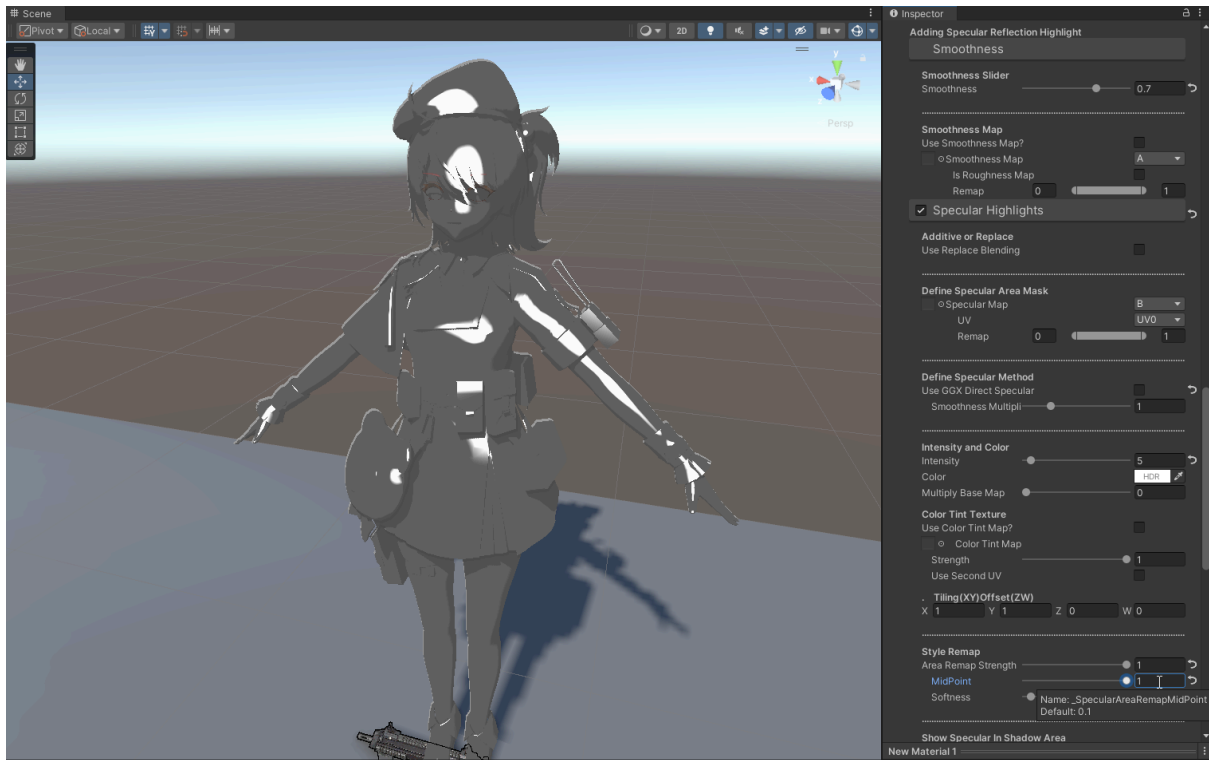 Scene
Inspector
Pivot
Local
2D
y
x
z
Persp
Adding Specular Reflection Highlight
Smoothness
Smoothness Slider
Smoothness 0.7
Smoothness Map
Use Smoothness Map?
Smoothness Map A
Is Roughness Map
Remap 0 1
Specular Highlights
Additive or Replace
Use Replace Blending
Define Specular Area Mask
Specular Map B
UV UV0
Remap 0 1
Define Specular Method
Use GGX Direct Specular
Smoothness Multipli 1
Intensity and Color
Intensity 5
Color HDR
Multiply Base Map 0
Color Tint Texture
Use Color Tint Map?
Color Tint Map
Strength 1
Use Second UV
. Tiling(XY)Offset(ZW)
X 1 Y 1 Z 0 W 0
Style Remap
Area Remap Strength 1
MidPoint 1
Softness
Name: _SpecularAreaRemapMidPoint
Default: 0.1
Show Specular In Shadow Area
New Material 1